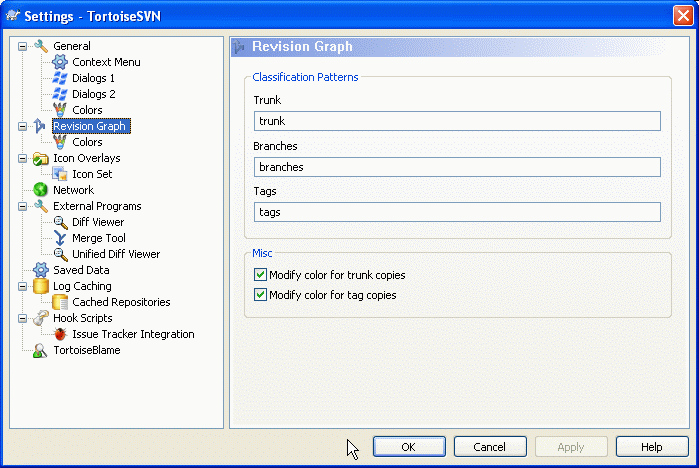 Settings - TortoiseSVN
General
Context Menu
Dialogs 1
Dialogs 2
Colors
Revision Graph
Colors
Icon Overlays
Icon Set
Network
External Programs
Diff Viewer
Merge Tool
Unified Diff Viewer
Saved Data
Log Caching
Cached Repositories
Hook Scripts
Issue Tracker Integration
TortoiseBlame
Revision Graph
Classification Patterns
Trunk
trunk
Branches
branches
Tags
tags
Misc
Modify color for trunk copies
Modify color for tag copies
OK
Cancel
Apply
Help